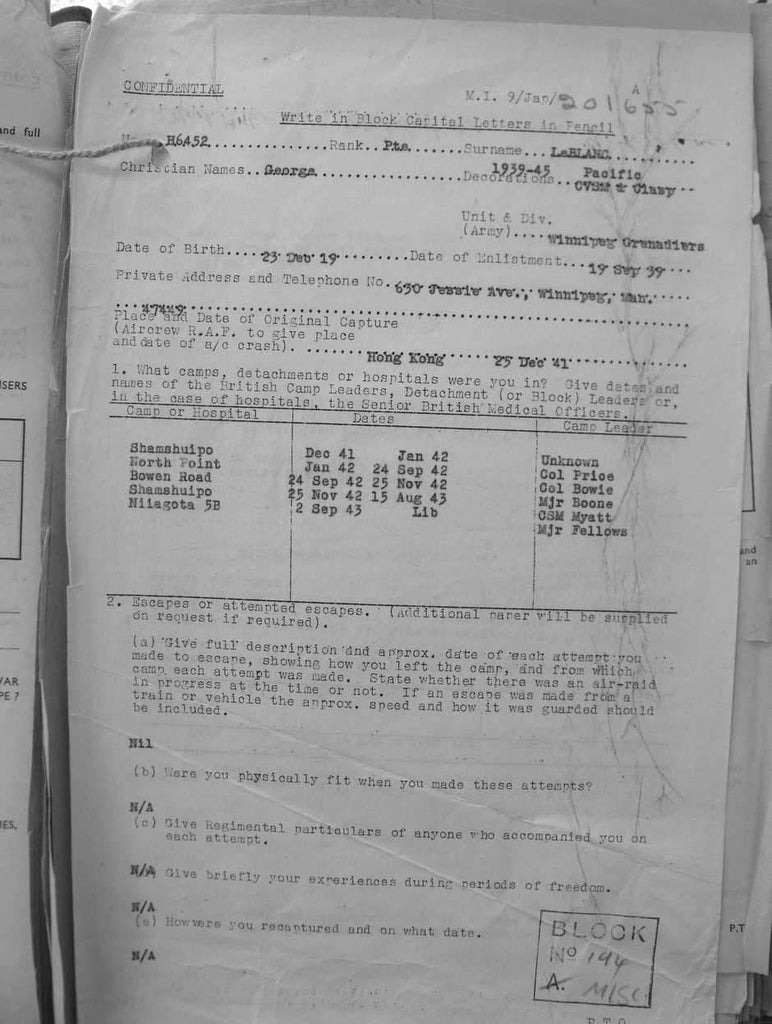 CONFIDENTIAL
M.I. 9/Jap/201655
A
Write in Block Capital Letters in Pencil
No. H6452 Rank.. Pte. Surname ... LeBLANC
Christian Names.. George Decorations.. 1939-45 Pacific
CVSM & Clasp
Unit & Div.
(Army).... Winnipeg Grenadiers
Date of Birth.... 23 Dec 19 Date of Enlistment... 19 Sep 39
Private Address and Telephone No. 630 Jessie Ave., Winnipeg, Man.
47449
Place and Date of Original Capture
(Aircrew R.A.F. to give place
and date of a/c crash). Hong Kong 25 Dec 41
1. What camps, detachments or hospitals were you in? Give dates and
names of the British Camp Leaders, Detachment (or Block) Leaders or,
in the case of hospitals, the Senior British Medical Officers.
Camp or Hospital Dates Camp Leader
Shamshuipo Dec 41 Jan 42 Unknown
North Point Jan 42 24 Sep 42 Col Price
Bowen Road 24 Sep 42 25 Nov 42 Col Bowie
Shamshuipo 25 Nov 42 15 Aug 43 Mjr Boone
Niiagota 5B 2 Sep 43 Lib CSM Myatt
Mjr Fellows
2. Escapes or attempted escapes. (Additional paper will be supplied
on request if required).
(a) Give full description and approx. date of each attempt you
made to escape, showing how you left the camp, and from which
camp each attempt was made. State whether there was an air-raid
in progress at the time or not. If an escape was made from a
train or vehicle the approx. speed and how it was guarded should
be included.
Nil
(b) Were you physically fit when you made these attempts?
N/A
(c) Give Regimental particulars of anyone who accompanied you on
each attempt.
N/A Give briefly your experiences during periods of freedom.
N/A
(e) How were you recaptured and on what date.
N/A
BLOCK
No 194
A. MISC
P.T.O.
and full
ISERS
VAR
PE ?
IES,
and
an
P.T